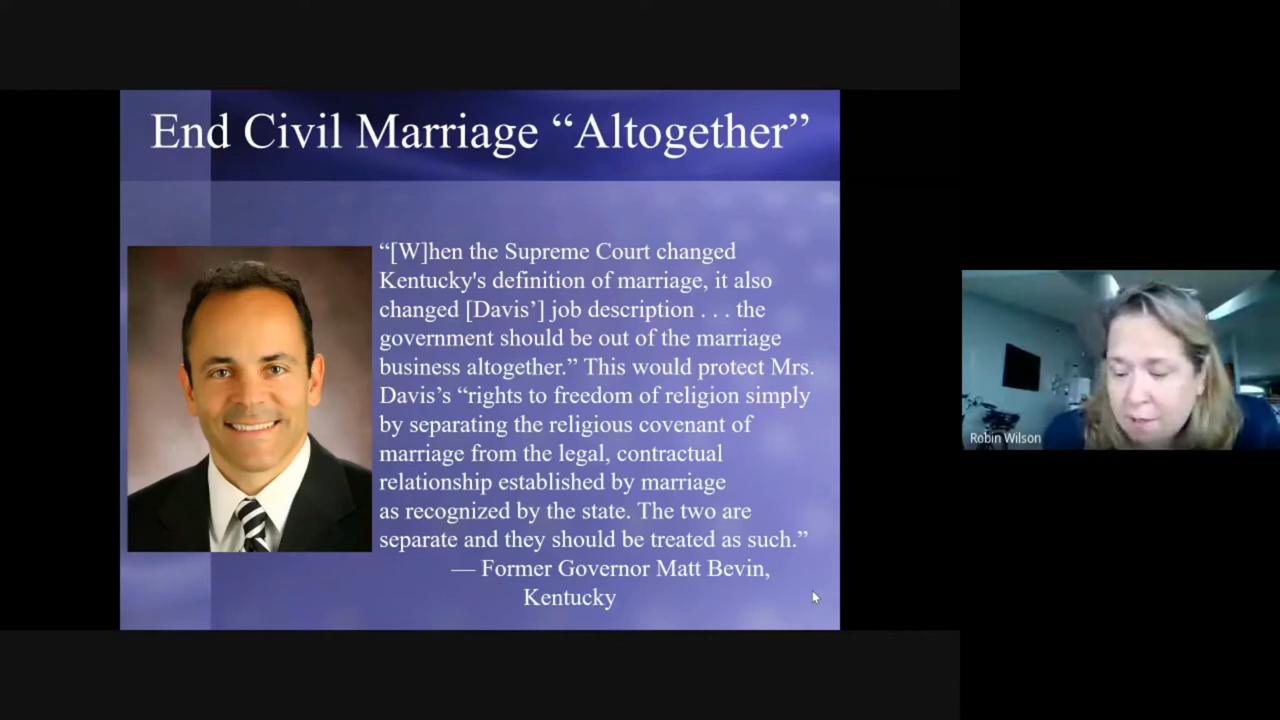 End Civil Marriage “Altogether”
“[W]hen the Supreme Court changed
Kentucky's definition of marriage, it also
changed [Davis’] job description . . . the
government should be out of the marriage
business altogether.” This would protect Mrs.
Davis’s “rights to freedom of religion simply
by separating the religious covenant of
marriage from the legal, contractual
relationship established by marriage
as recognized by the state. The two are
separate and they should be treated as such.”
— Former Governor Matt Bevin,
Kentucky
Robin Wilson